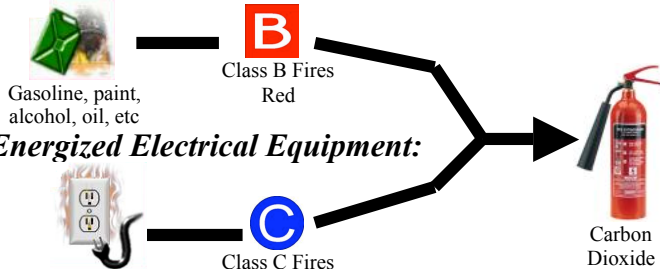 B
Class B Fires
Red
Gasoline, paint,
alcohol, oil, etc
Energized Electrical Equipment:
C
Class C Fires
Carbon
Dioxide